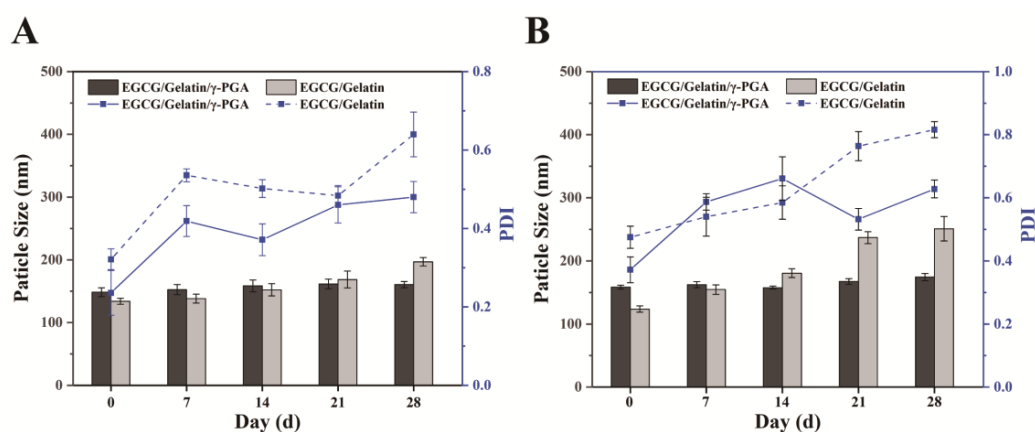 A
EGCG/Gelatin/γ-PGA EGCG/Gelatin
EGCG/Gelatin/γ-PGA EGCG/Gelatin
500
400
300
200
100
0
Paticle Size (nm)
0.8
0.6
0.4
0.2
0.0
PDI
0 7 14 21 28
Day (d)
B
EGCG/Gelatin/γ-PGA EGCG/Gelatin
EGCG/Gelatin/γ-PGA EGCG/Gelatin
500
400
300
200
100
0
Paticle Size (nm)
1.0
0.8
0.6
0.4
0.2
0.0
PDI
0 7 14 21 28
Day (d)